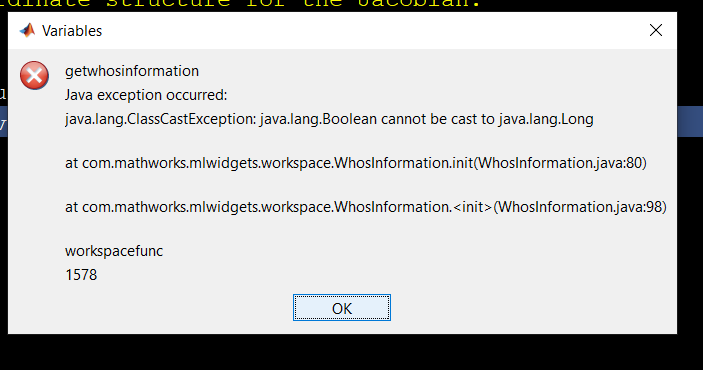 dinate structure for the Jacobian.
Variables
getwhosinformation
Java exception occurred:
java.lang.ClassCastException: java.lang.Boolean cannot be cast to java.lang.Long
at com.mathworks.mlwidgets.workspace.WhosInformation.init(WhosInformation.java:80)
at com.mathworks.mlwidgets.workspace.WhosInformation.<init>(WhosInformation.java:98)
workspacefunc
1578
OK